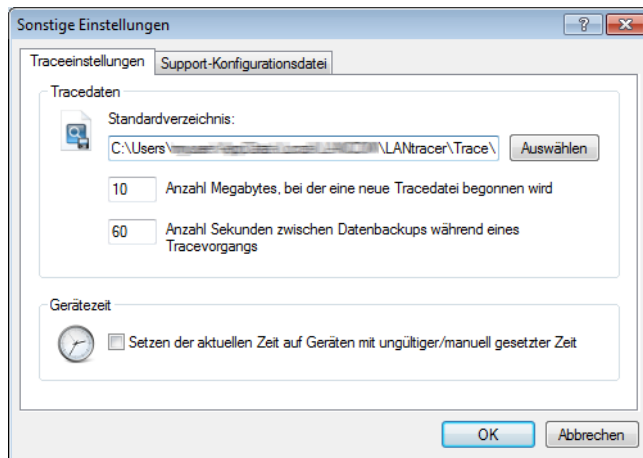 Sonstige Einstellungen
Traceeinstellungen
Support-Konfigurationsdatei
Tracedaten
Standardverzeichnis:
C:\Users\ \LANtracer\Trace\
Auswählen
10 Anzahl Megabytes, bei der eine neue Tracedatei begonnen wird
60 Anzahl Sekunden zwischen Datenbackups während eines
Tracevorgangs
Gerätezeit
Setzen der aktuellen Zeit auf Geräten mit ungültiger/manuell gesetzter Zeit
OK
Abbrechen